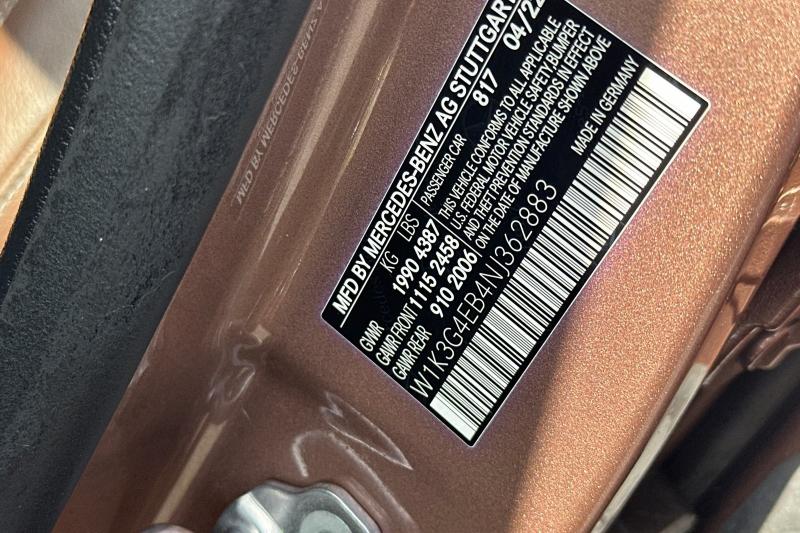 MFD BY MERCEDES-BENZ AG STUTTGART
KG LBS PASSENGER CAR 817 04/22
GVWR 1990 4387
GAWR FRONT 1115 2458
GAWR REAR 910 2006
THIS VEHICLE CONFORMS TO ALL APPLICABLE
U.S. FEDERAL MOTOR VEHICLE SAFETY, BUMPER
AND THEFT PREVENTION STANDARDS IN EFFECT
ON THE DATE OF MANUFACTURE SHOWN ABOVE
W1K3G4EB4NJ362883 MADE IN GERMANY